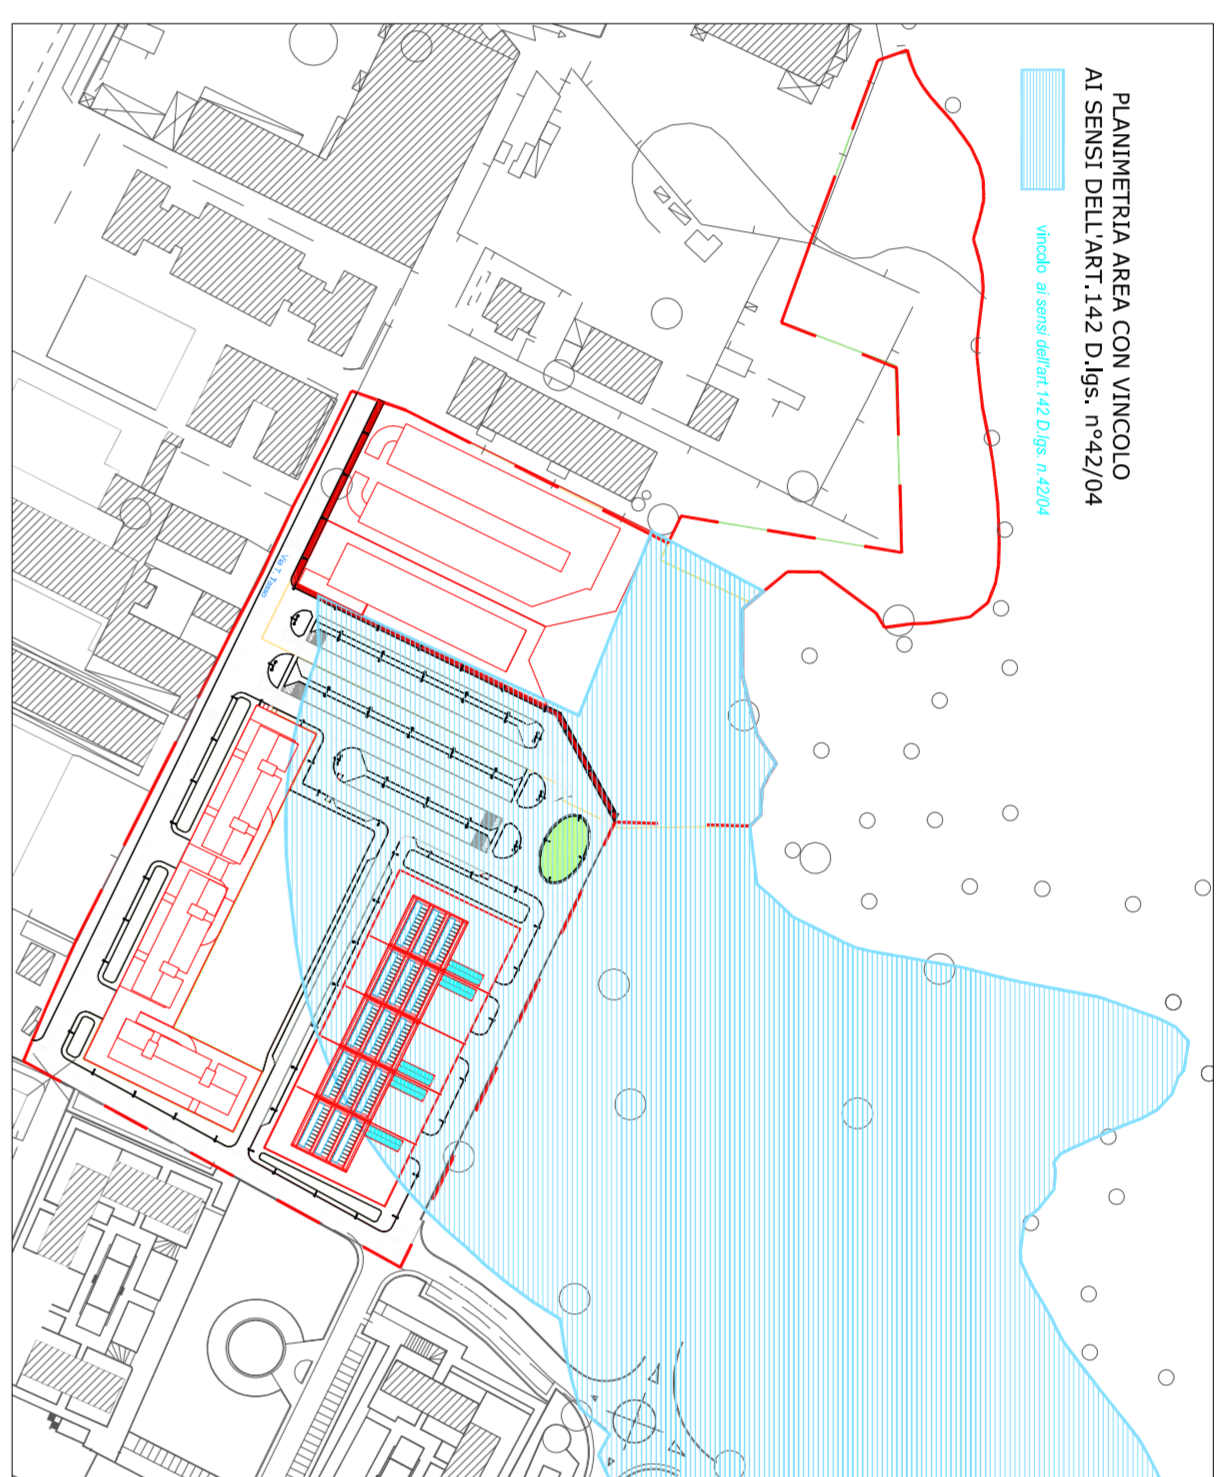 PLANIMETRIA AREA CON VINCOLO
AI SENSI DELL'ART.142 D.lgs. n°42/04
vincolo ai sensi dell'art.142 D.lgs. n.42/04
Via T. Tasso